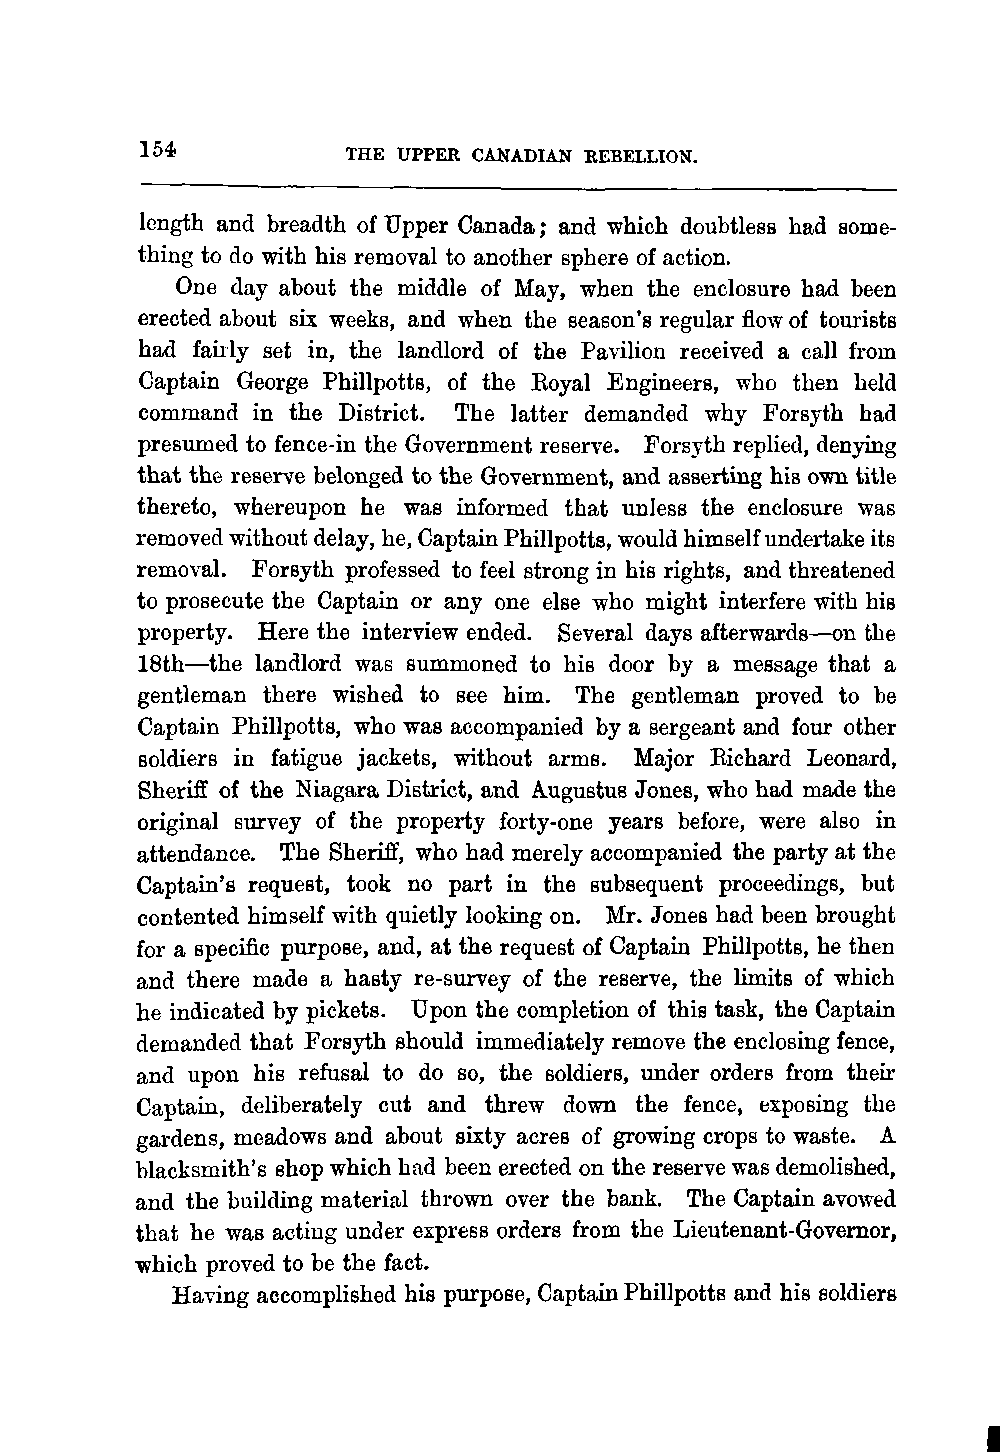 154
THE UPPER CANADIAN REBELLION.
length and breadth of Upper Canada; and which doubtless had some-
thing to do with his removal to another sphere of action.
One day about the middle of May, when the enclosure had been
erected about six weeks, and when the season's regular flow of tourists
had fairly set in, the landlord of the Pavilion received a call from
Captain George Phillpotts, of the Royal Engineers, who then held
command in the District. The latter demanded why Forsyth had
presumed to fence-in the Government reserve. Forsyth replied, denying
that the reserve belonged to the Government, and asserting his own title
thereto, whereupon he was informed that unless the enclosure was
removed without delay, he, Captain Phillpotts, would himself undertake its
removal. Forsyth professed to feel strong in his rights, and threatened
to prosecute the Captain or any one else who might interfere with his
property. Here the interview ended. Several days afterwards—on the
18th—the landlord was summoned to his door by a message that a
gentleman there wished to see him. The gentleman proved to be
Captain Phillpotts, who was accompanied by a sergeant and four other
soldiers in fatigue jackets, without arms. Major Richard Leonard,
Sheriff of the Niagara District, and Augustus Jones, who had made the
original survey of the property forty-one years before, were also in
attendance. The Sheriff, who had merely accompanied the party at the
Captain's request, took no part in the subsequent proceedings, but
contented himself with quietly looking on. Mr. Jones had been brought
for a specific purpose, and, at the request of Captain Phillpotts, he then
and there made a hasty re-survey of the reserve, the limits of which
he indicated by pickets. Upon the completion of this task, the Captain
demanded that Forsyth should immediately remove the enclosing fence,
and upon his refusal to do so, the soldiers, under orders from their
Captain, deliberately cut and threw down the fence, exposing the
gardens, meadows and about sixty acres of growing crops to waste. A
blacksmith's shop which had been erected on the reserve was demolished,
and the building material thrown over the bank. The Captain avowed
that he was acting under express orders from the Lieutenant-Governor,
which proved to be the fact.
Having accomplished his purpose, Captain Phillpotts and his soldiers